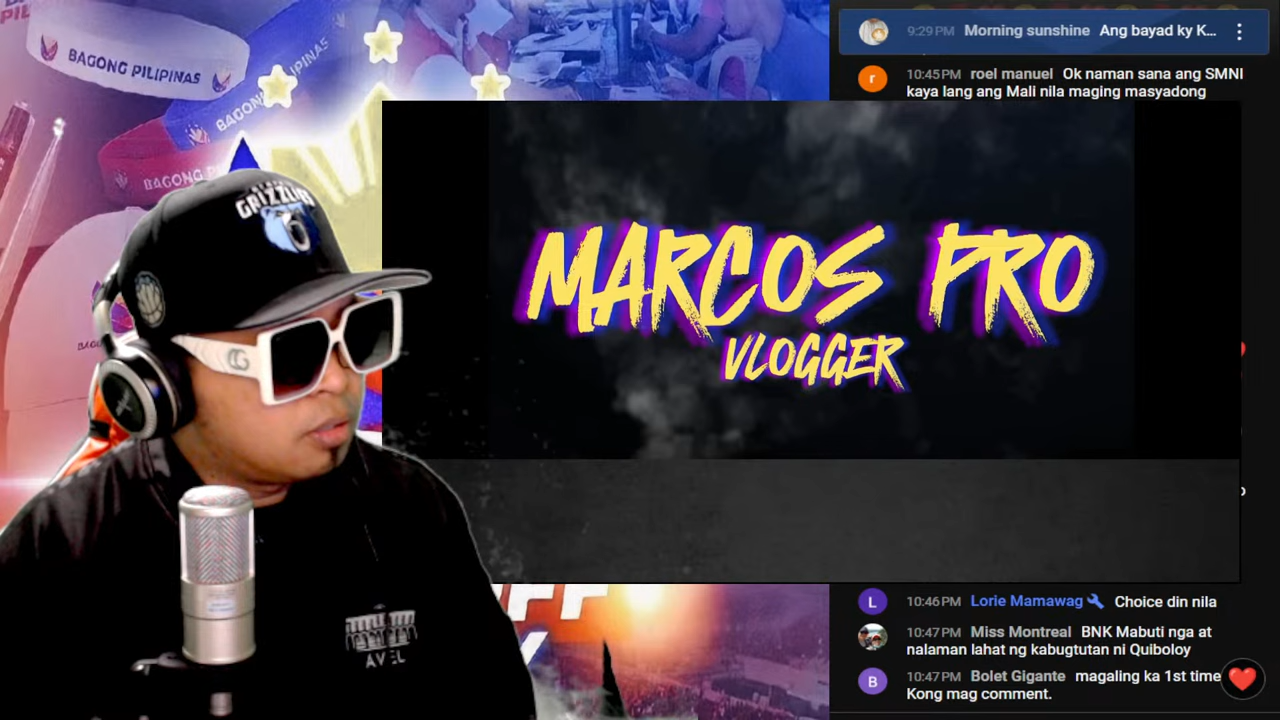 BAGONG PILIPINAS
BAGONG
PILIPINAS
BAGONG
GRIZZLIES
MARCOS PRO
VLOGGER
9:29 PM Morning sunshine Ang bayad ky K...
r
10:45 PM roel manuel Ok naman sana ang SMNI
kaya lang ang Mali nila maging masyadong
L
10:46 PM Lorie Mamawag Choice din nila
10:47 PM Miss Montreal BNK Mabuti nga at
nalaman lahat ng kabugtutan ni Quiboloy
B
10:47 PM Bolet Gigante magaling ka 1st time
Kong mag comment.